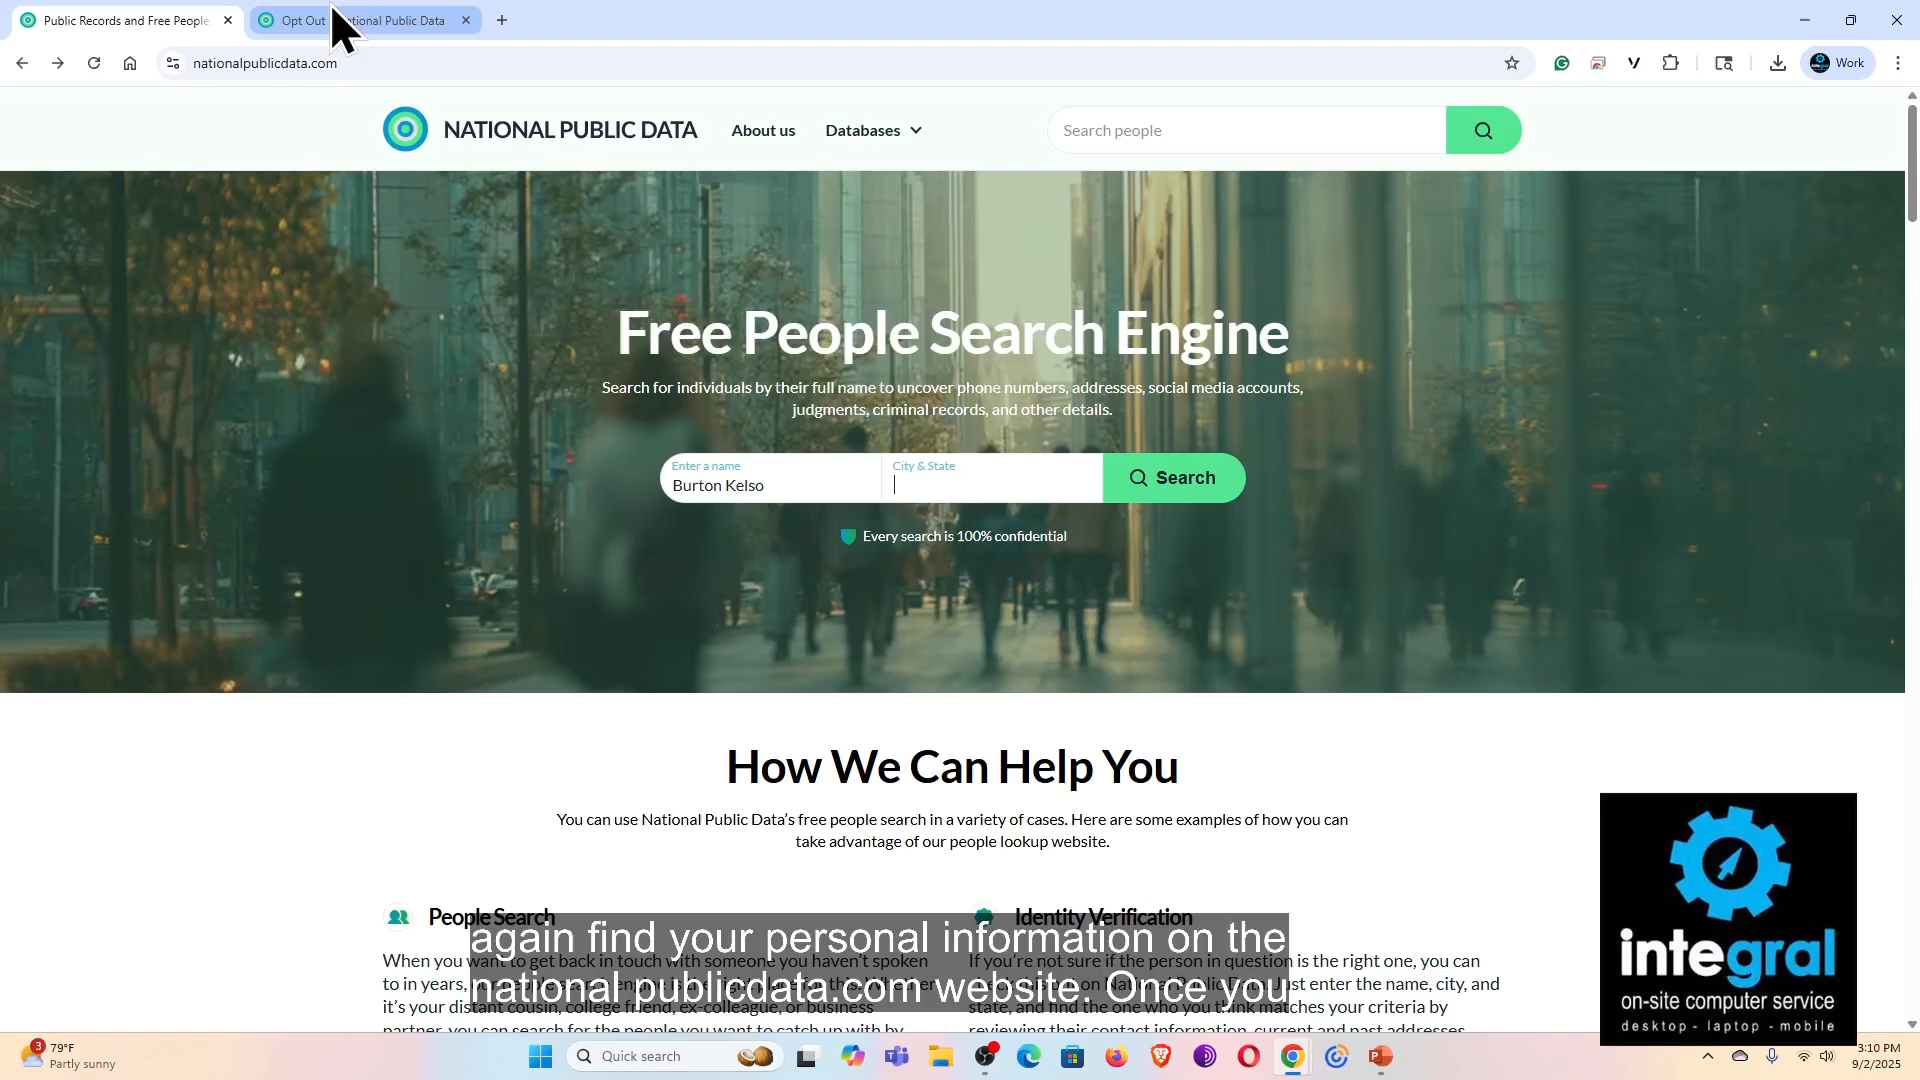 Public Records and Free People
Opt Out
tional Public Data
nationalpublicdata.com
Work
NATIONAL PUBLIC DATA
About us
Databases
Search people
Free People Search Engine
Search for individuals by their full name to uncover phone numbers, addresses, social media accounts,
judgments, criminal records, and other details.
Enter a name
Burton Kelso
City & State
Search
Every search is 100% confidential
How We Can Help You
You can use National Public Data's free people search in a variety of cases. Here are some examples of how you can
take advantage of our people lookup website.
People Search
When you want to get back in touch with someone you haven't spoken
to in years,
it's your distant cousin, college friend, ex-colleague, or business
partner, you can search for the people you want to catch up with by
Identity Verification
If you're not sure if the person in question is the right one, you can
just enter the name, city, and
state, and find the one who you think matches your criteria by
reviewing their contact information, current and past addresses,
again find your personal information on the
national publicdata.com website. Once you
integral
on-site computer service
desktop - laptop - mobile
3
79°F
Partly sunny
Quick search
3:10 PM
9/2/2025